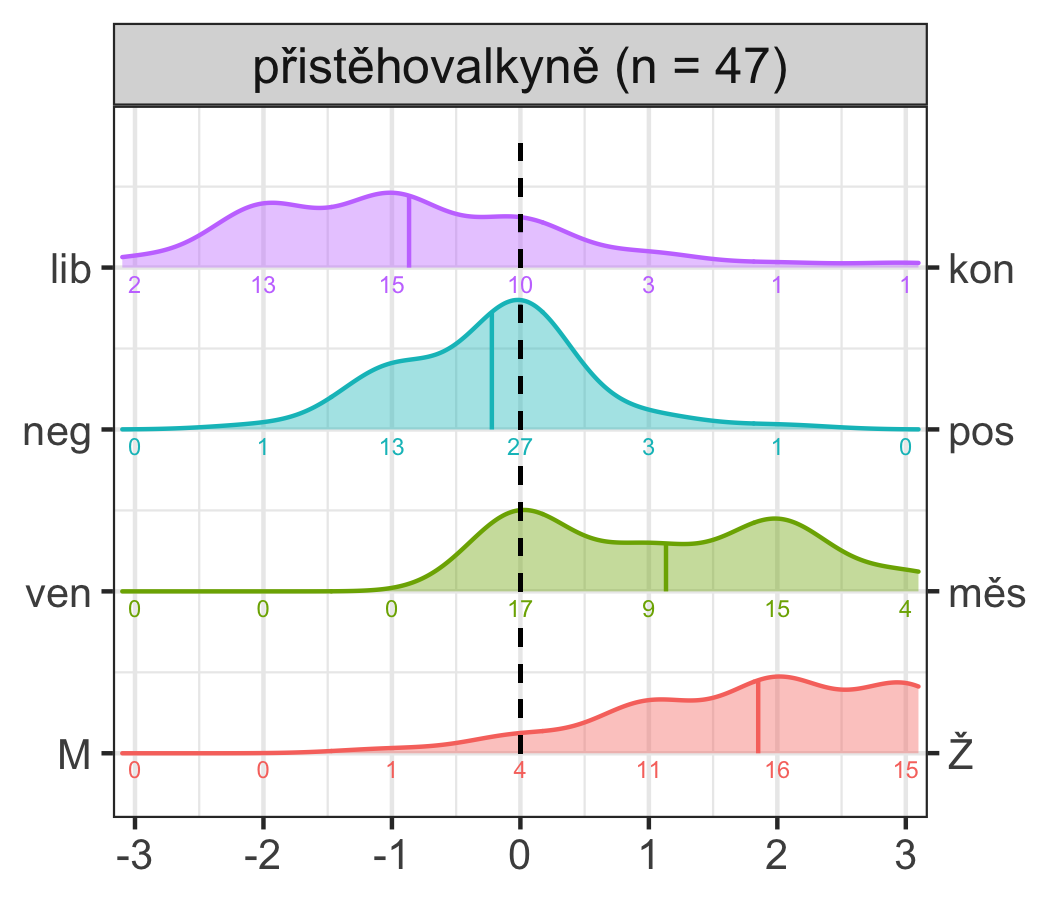 přistěhovalkyně (n = 47)
lib kon
2 13 15 10 3 1 1
neg pos
0 1 13 27 3 1 0
ven měs
0 0 0 17 9 15 4
M Ž
0 0 1 4 11 16 15
-3 -2 -1 0 1 2 3